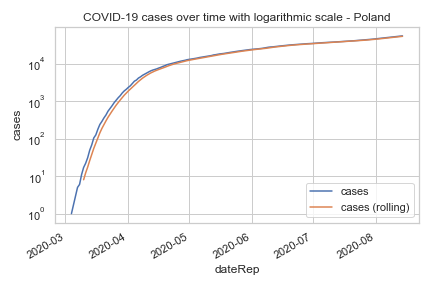 COVID-19 cases over time with logarithmic scale - Poland
cases
10⁴
10³
10²
10¹
10⁰
cases
cases (rolling)
2020-03
2020-04
2020-05
2020-06
2020-07
2020-08
dateRep